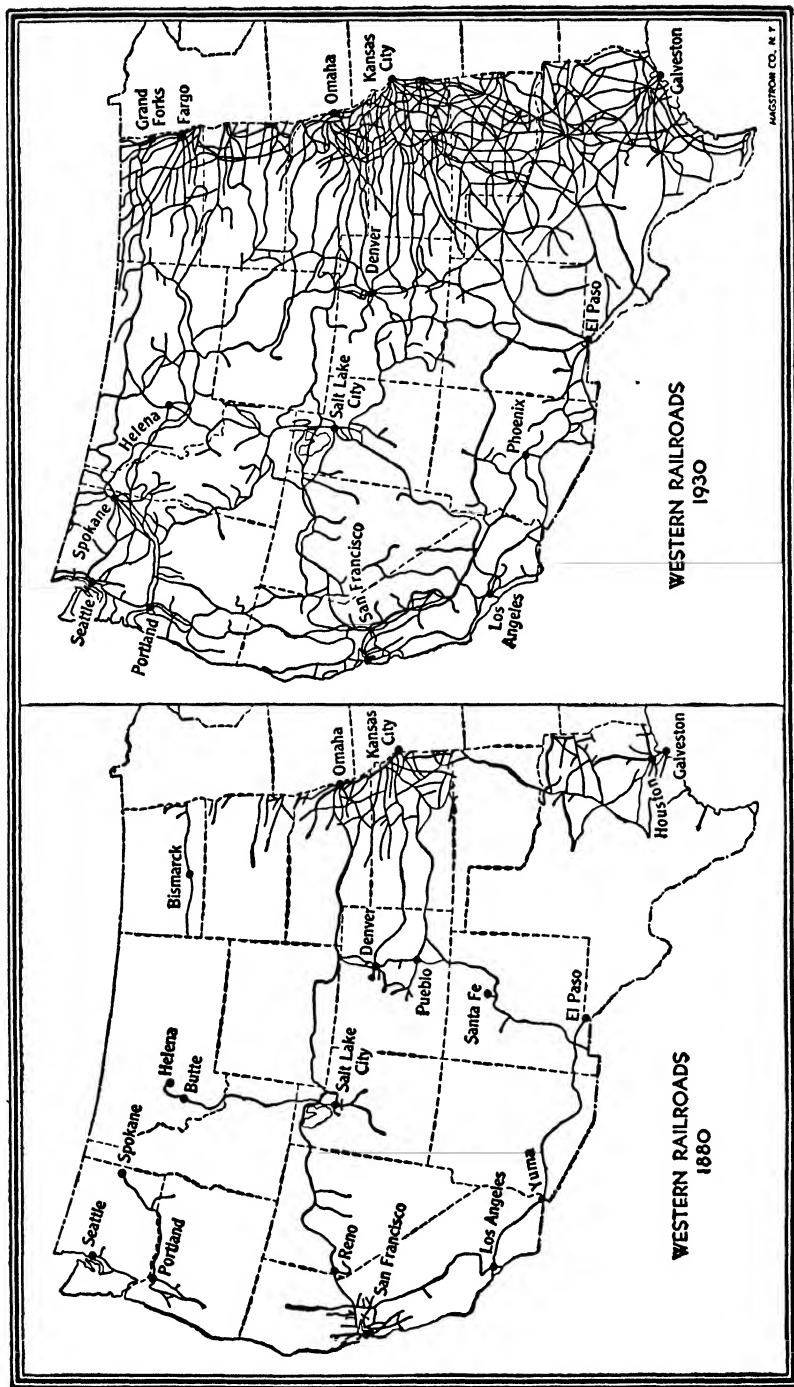 WESTERN RAILROADS
1880
Seattle
Spokane
Portland
Helena
Butte
Bismarck
Reno
San Francisco
Salt Lake
City
Denver
Pueblo
Omaha
Kansas
City
Los Angeles
Yuma
Santa Fe
El Paso
Houston
Galveston
WESTERN RAILROADS
1930
Seattle
Spokane
Portland
Helena
Grand
Forks
Fargo
San Francisco
Salt Lake
City
Denver
Omaha
Kansas
City
Los
Angeles
Phoenix
El Paso
Galveston
HAGSTROM CO., N.Y.